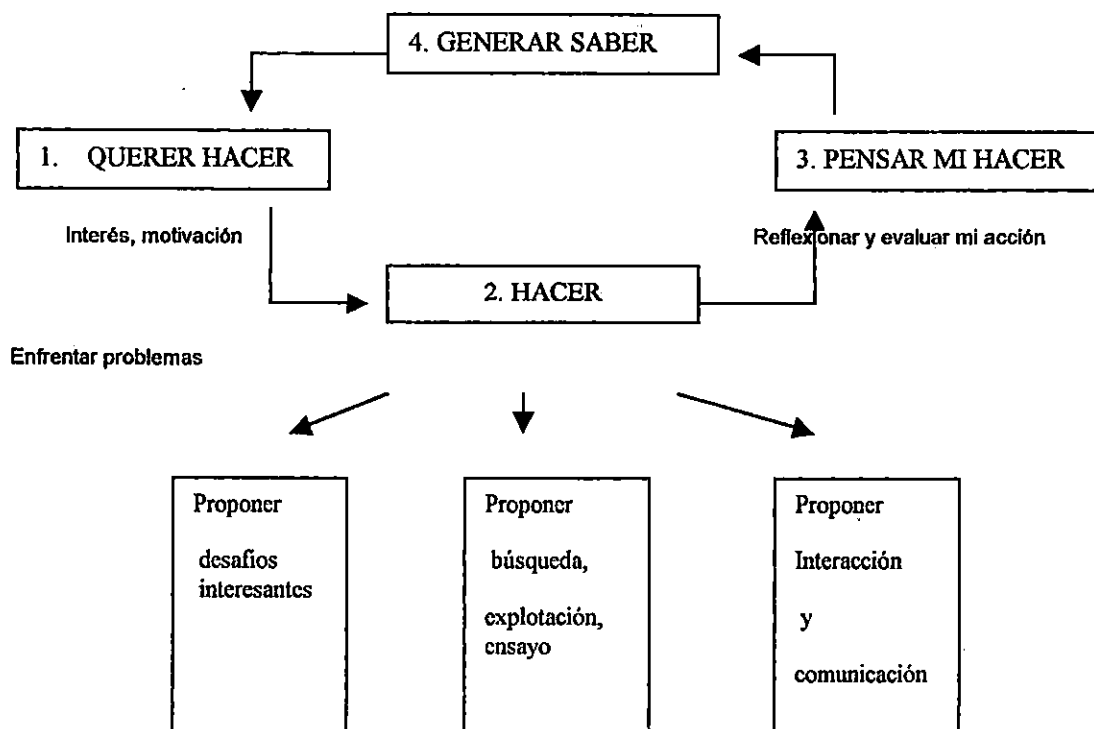 4. GENERAR SABER
1. QUERER HACER
3. PENSAR MI HACER
Interés, motivación
Reflexionar y evaluar mi acción
2. HACER
Enfrentar problemas
Proponer
desafíos
interesantes
Proponer
búsqueda,
explotación,
ensayo
Proponer
Interacción
y
comunicación